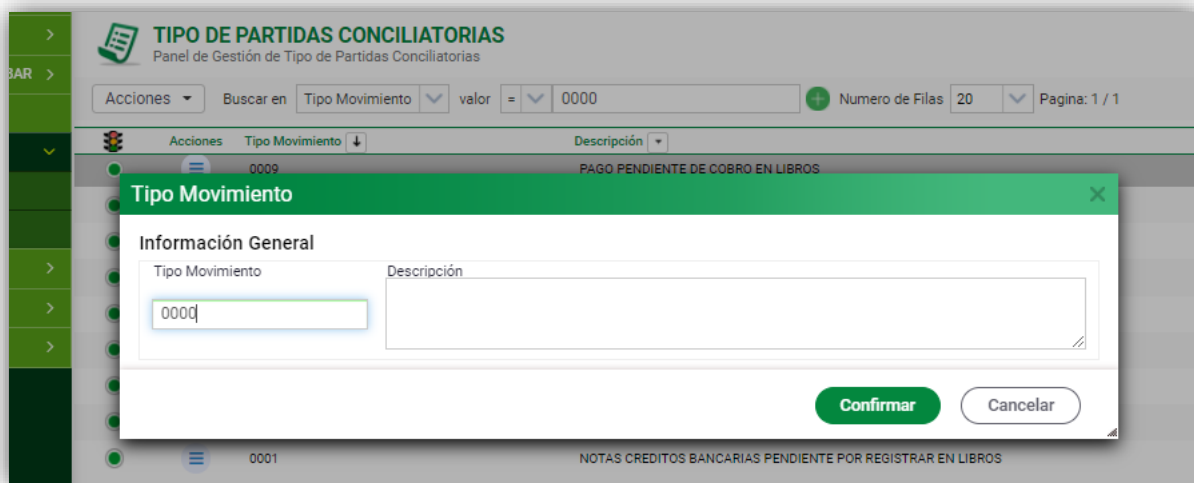 TIPO DE PARTIDAS CONCILIATORIAS
Panel de Gestión de Tipo de Partidas Conciliatorias
BAR
Acciones Buscar en Tipo Movimiento valor = 0000 Numero de Filas 20 Pagina: 1 / 1
Acciones Tipo Movimiento Descripción
0009 PAGO PENDIENTE DE COBRO EN LIBROS
Tipo Movimiento
Información General
Tipo Movimiento Descripción
0000
Confirmar Cancelar
0001 NOTAS CREDITOS BANCARIAS PENDIENTE POR REGISTRAR EN LIBROS